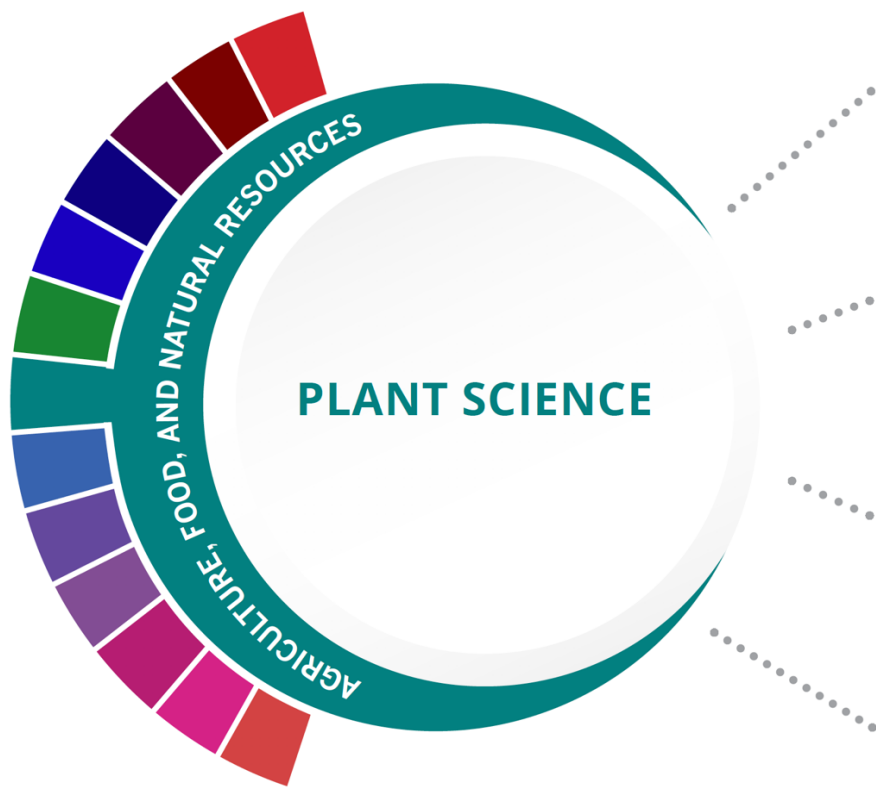 AGRICULTURE, FOOD, AND NATURAL RESOURCES
PLANT SCIENCE